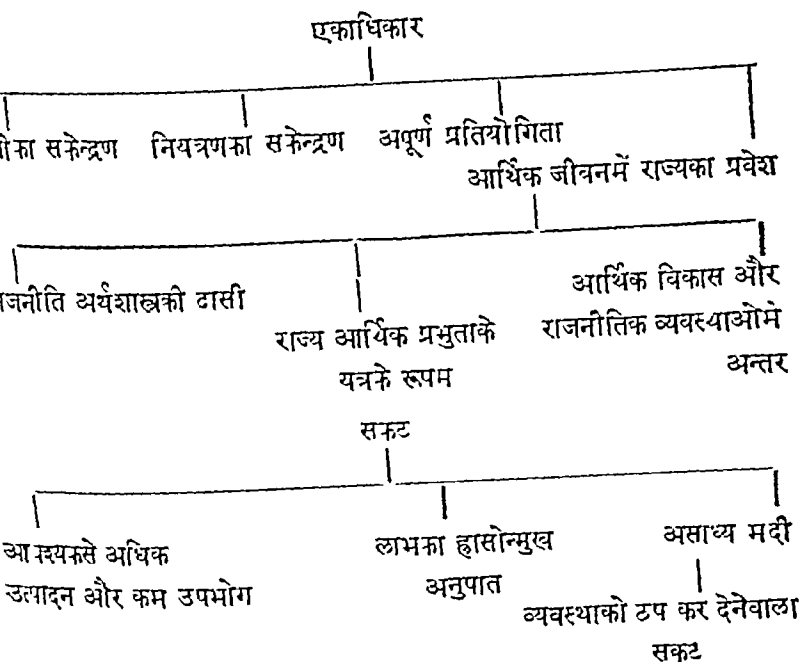 एकाधिकार
सकेन्द्रण नियत्रणका सकेन्द्रण अपूर्ण प्रतियोगिता
आर्थिक जीवनमें राज्यका प्रवेश
अर्थशास्त्रकी दासी
राज्य आर्थिक प्रभुताके
यत्रके रूपम
आर्थिक विकास और
राजनीतिक व्यवस्थाओमे
अन्तर
सकट
आवश्यकसे अधिक
उत्पादन और कम उपभोग
लाभका ह्रासोन्मुख
अनुपात
असाध्य मदी
व्यवस्थाको ठप कर देनेवाला
सकट